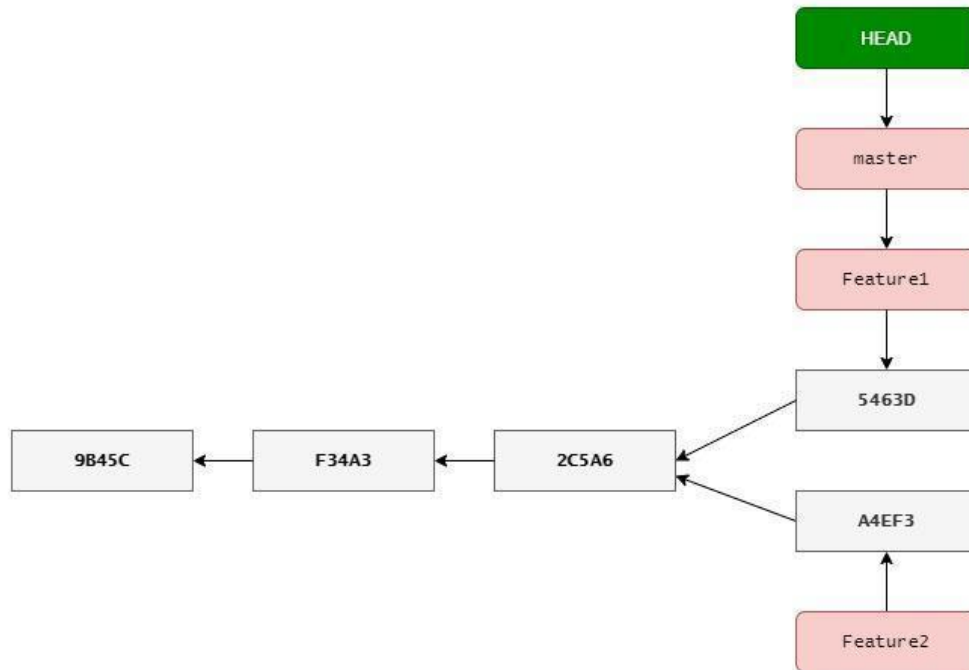 HEAD
master
Feature1
5463D
9B45C
F34A3
2C5A6
A4EF3
Feature2